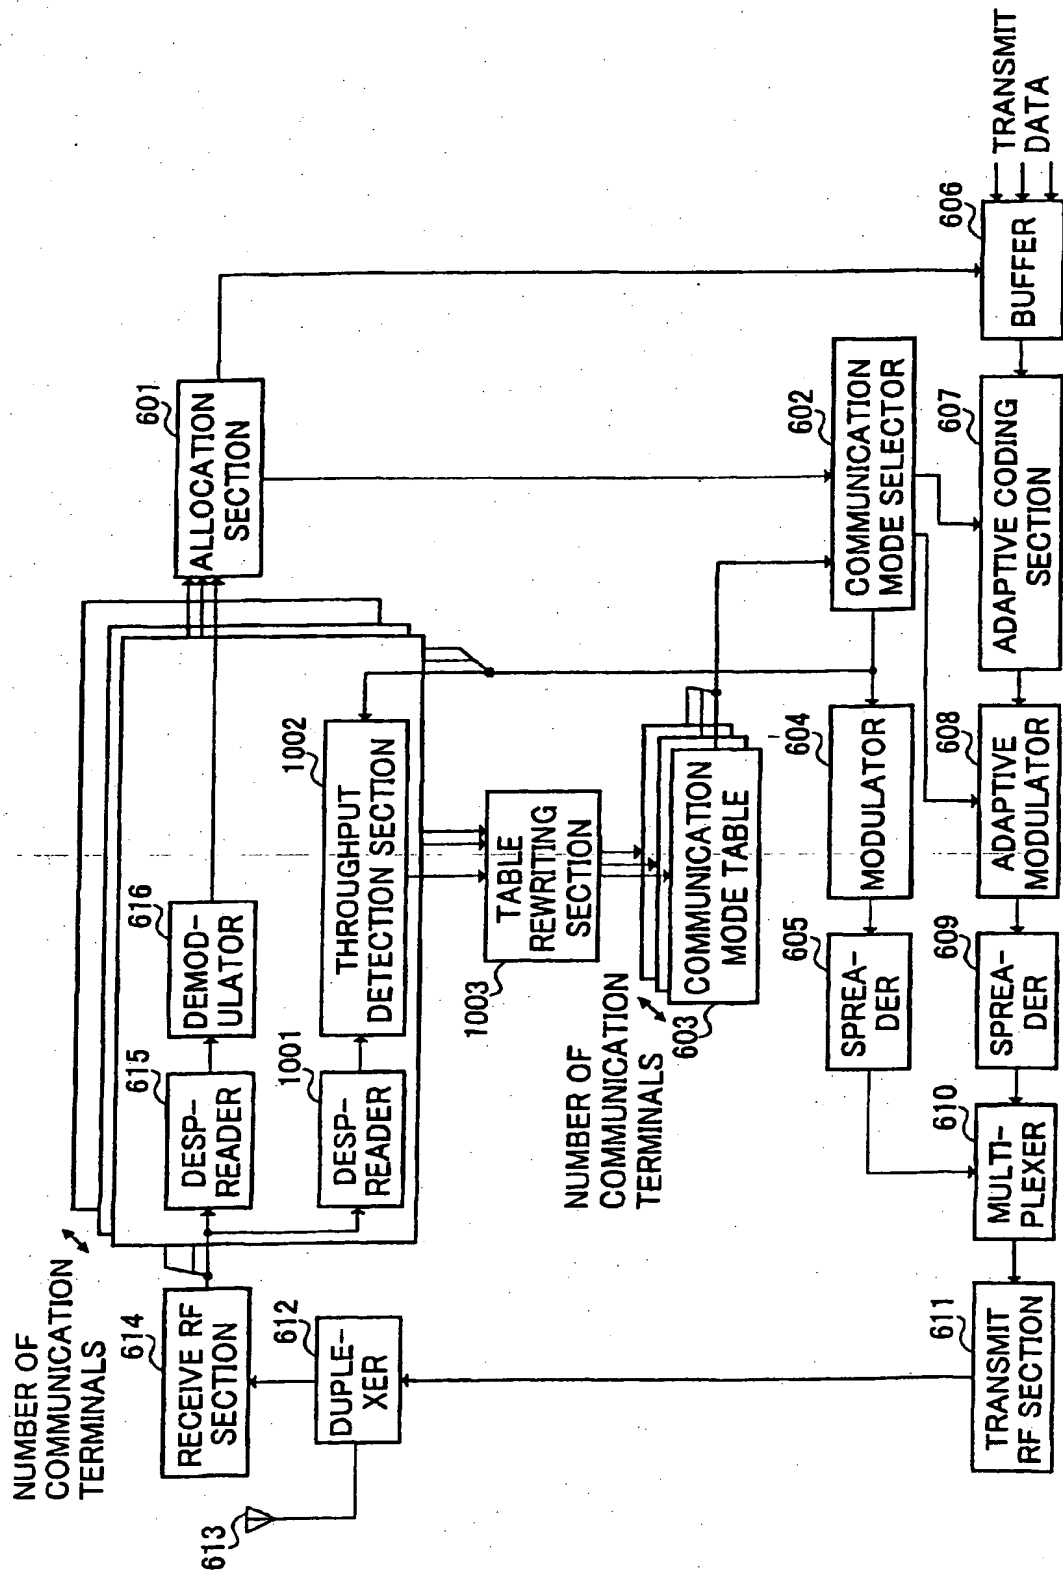 NUMBER OF
COMMUNICATION
TERMINALS
614
RECEIVE RF
SECTION
612
DUPLE-
XER
613
615
DESP-
READER
616
DEMOD-
ULATOR
1001
DESP-
READER
1002
THROUGHPUT
DETECTION SECTION
601
ALLOCATION
SECTION
1003
TABLE
REWRITING
SECTION
NUMBER OF
COMMUNICATION
TERMINALS
603
COMMUNICATION
MODE TABLE
602
COMMUNICATION
MODE SELECTOR
604
MODULATOR
605
SPREA-
DER
606
BUFFER
TRANSMIT
DATA
607
ADAPTIVE CODING
SECTION
608
ADAPTIVE
MODULATOR
609
SPREA-
DER
610
MULTI-
PLEXER
611
TRANSMIT
RF SECTION